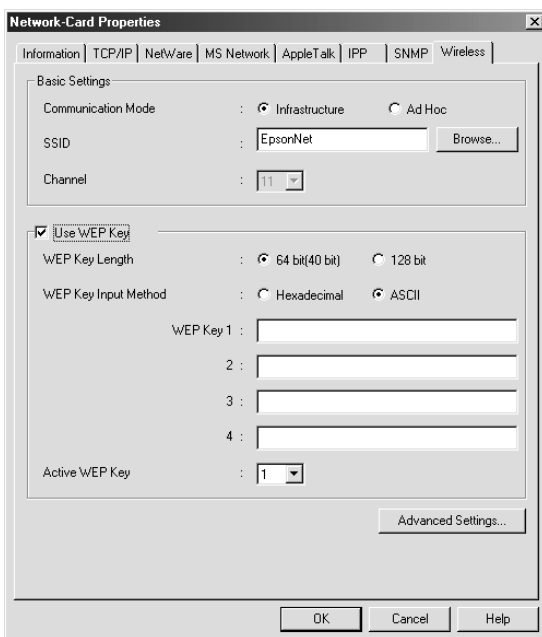 Network-Card Properties
Information TCP/IP NetWare MS Network AppleTalk IPP SNMP Wireless
Basic Settings
Communication Mode : Infrastructure Ad Hoc
SSID : EpsonNet Browse...
Channel : 11
Use WEP Key
WEP Key Length : 64 bit(40 bit) 128 bit
WEP Key Input Method : Hexadecimal ASCII
WEP Key 1 :
2 :
3 :
4 :
Active WEP Key : 1
Advanced Settings...
OK Cancel Help